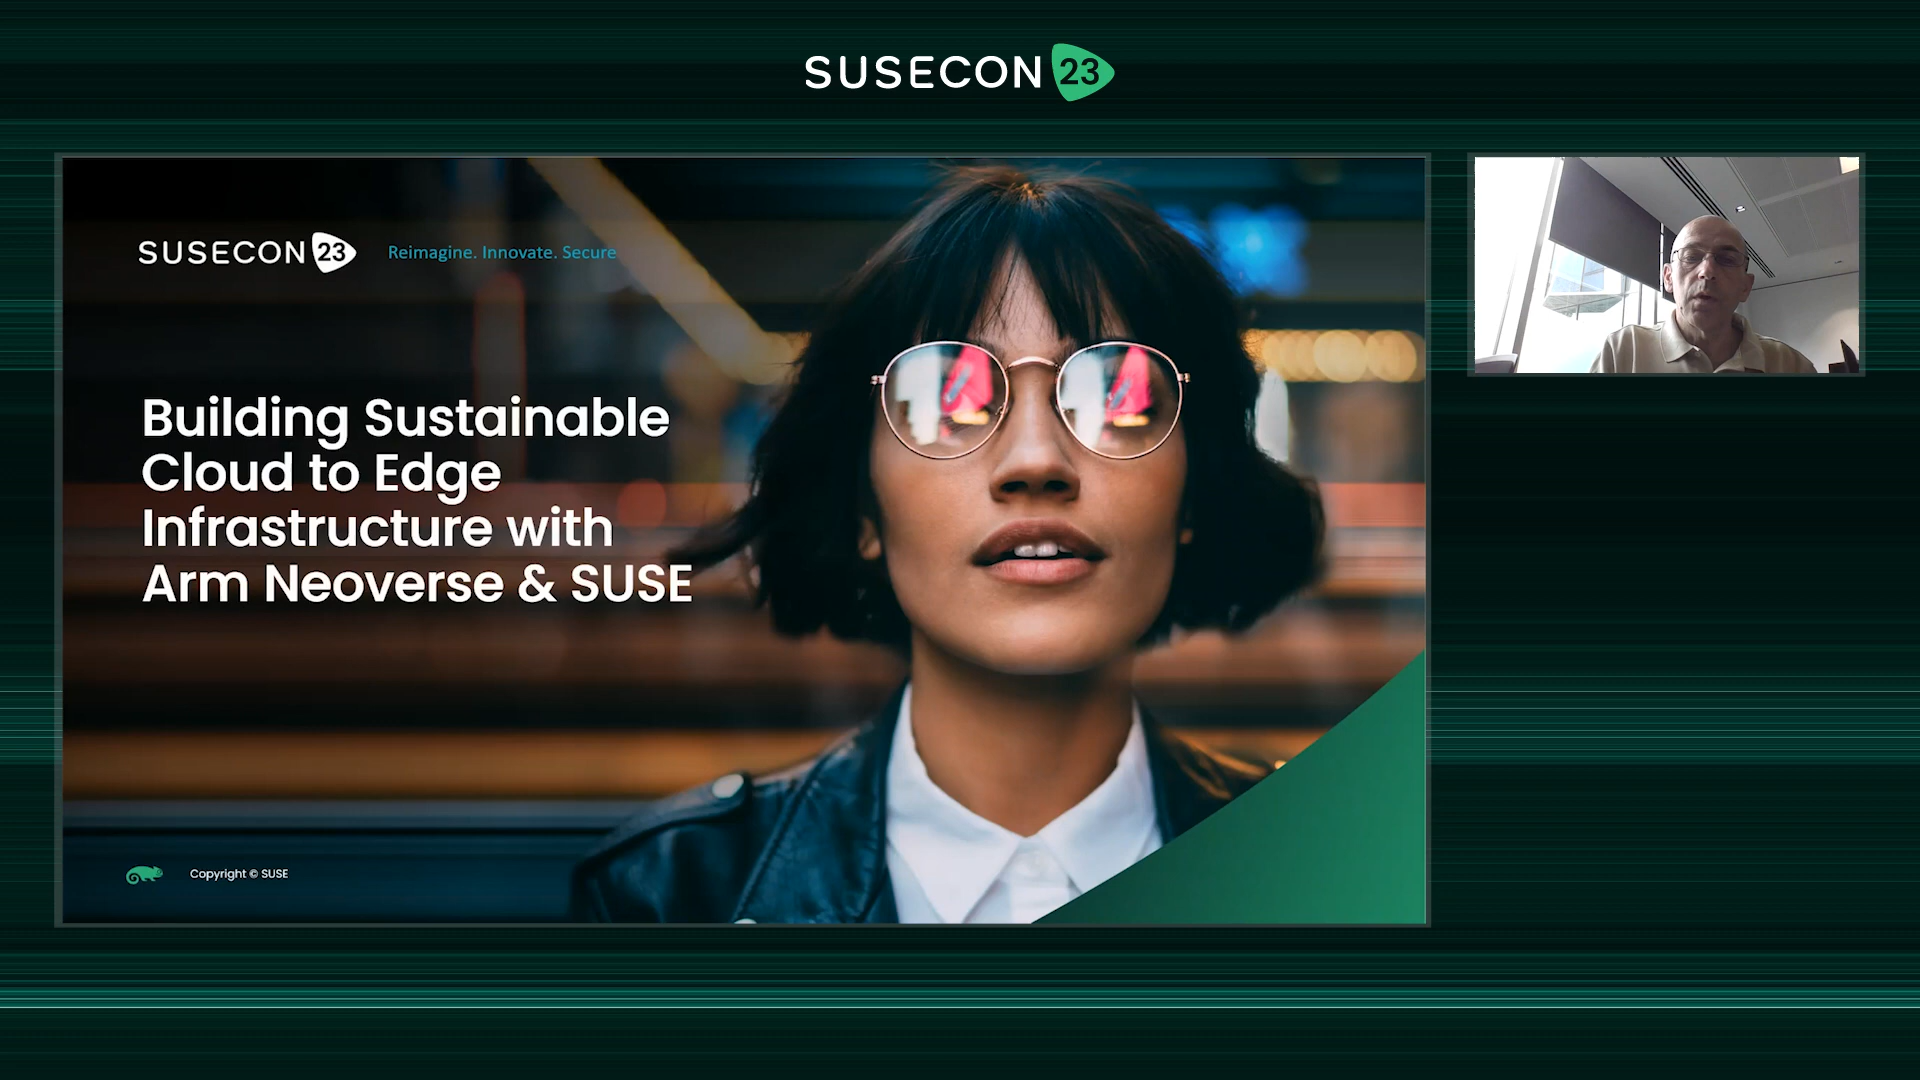 SUSECON 23
SUSECON 23
Reimagine. Innovate. Secure
Building Sustainable
Cloud to Edge
Infrastructure with
Arm Neoverse & SUSE
Copyright © SUSE